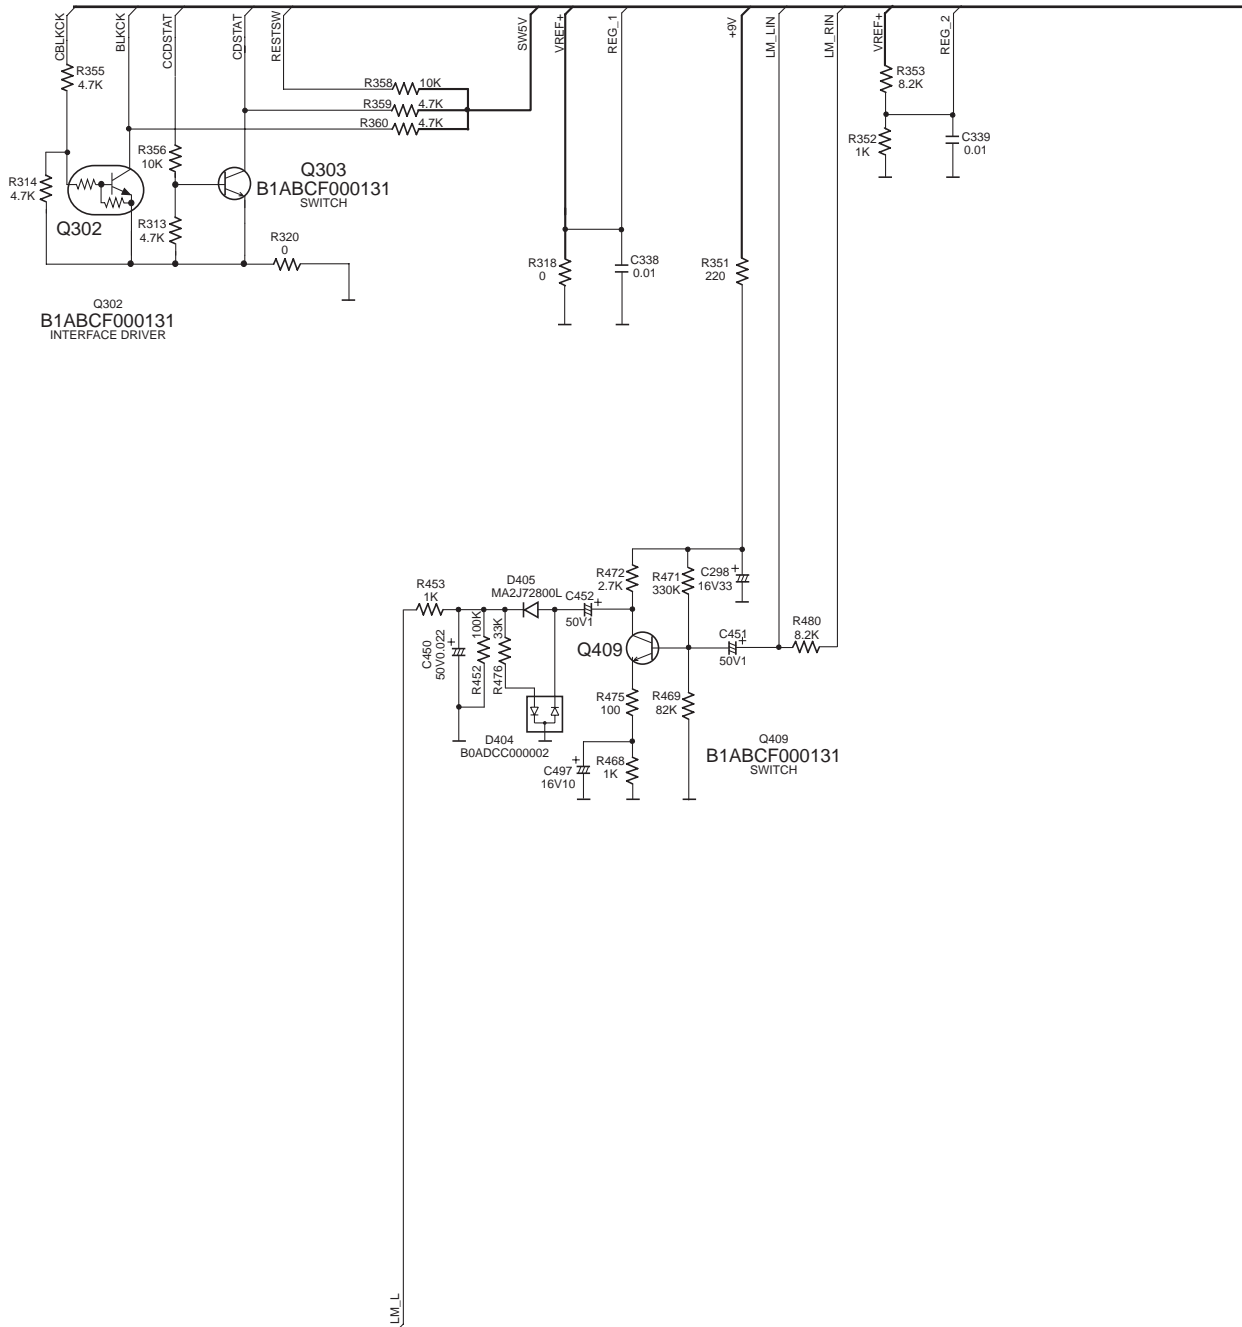 CBLKCK
BLKCK
CCDSTAT
CDSTAT
RESTSW
SW5V
VREF+
REG_1
+9V
LM_LIN
LM_RIN
VREF+
REG_2
R355
4.7K
R358
10K
R359
4.7K
R360
4.7K
R353
8.2K
R352
1K
C339
0.01
R356
10K
R314
4.7K
Q303
B1ABCF000131
SWITCH
Q302
R313
4.7K
R320
0
R318
0
C338
0.01
R351
220
Q302
B1ABCF000131
INTERFACE DRIVER
R453
1K
D405
MA2J72800L
C452
+
50V1
R472
2.7K
R471
330K
C298
+
16V33
C450
50V0.022
+
R452
100K
R476
33K
Q409
C451
+
50V1
R480
8.2K
R475
100
R469
82K
D404
B0ADCC000002
C497
+
16V10
R468
1K
Q409
B1ABCF000131
SWITCH
LM_L